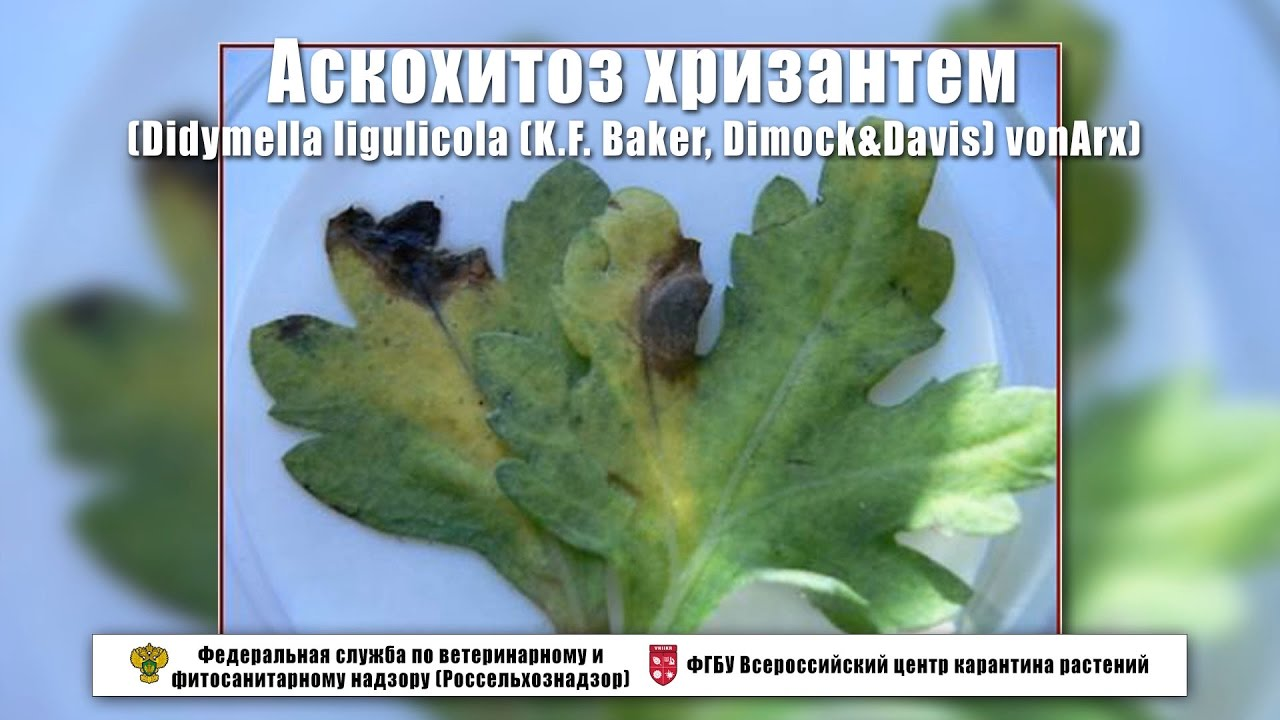 Аскохитоз хризантем
(Didymella ligulicola (K.F. Baker, Dimock&Davis) vonArx)
Федеральная служба по ветеринарному и
фитосанитарному надзору (Россельхознадзор)
ФГБУ Всероссийский центр карантина растений